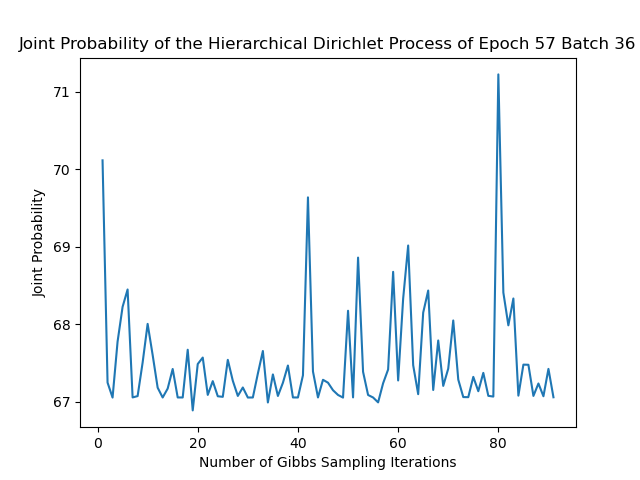 Joint Probability of the Hierarchical Dirichlet Process of Epoch 57 Batch 36
71
70
69
68
67
Joint Probability
0 20 40 60 80
Number of Gibbs Sampling Iterations